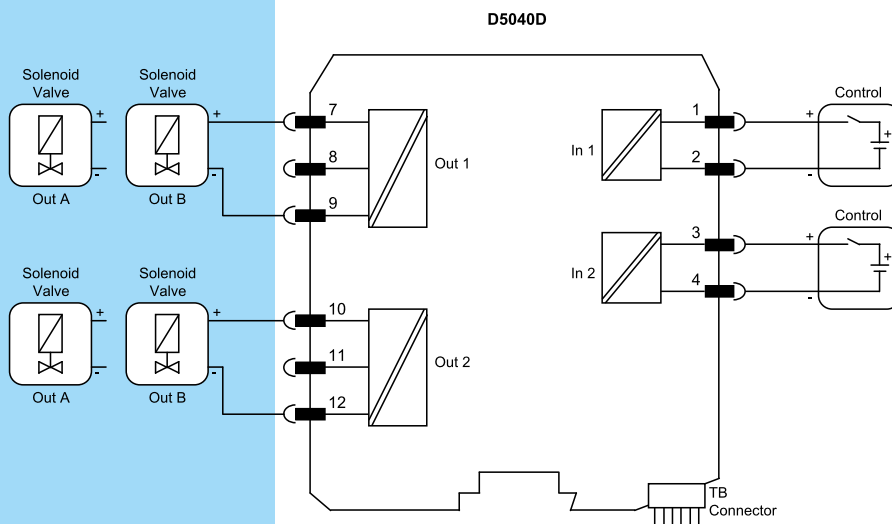 D5040D
Solenoid
Valve
+
-
Out A
Solenoid
Valve
+
-
Out B
7
8
9
Out 1
In 1
1
2
Control
+
-
+
In 2
3
4
Control
+
-
+
Solenoid
Valve
+
-
Out A
Solenoid
Valve
+
-
Out B
10
11
12
Out 2
TB
Connector